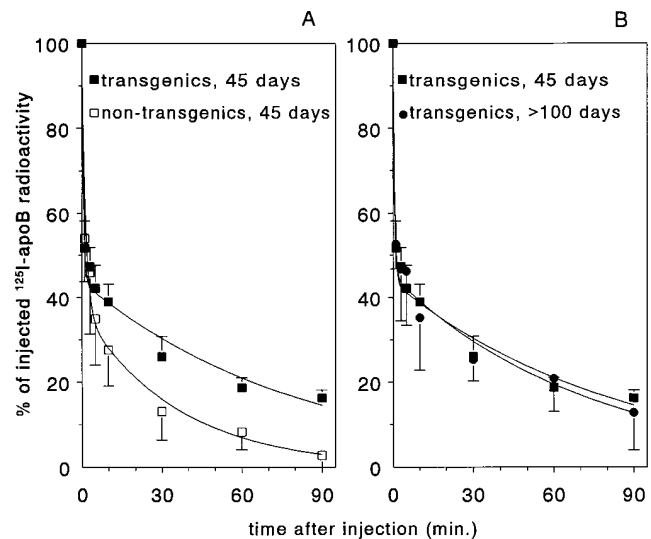 A
B
% of injected ¹²⁵I-apoB radioactivity
100
80
60
40
20
0
transgenics, 45 days
non-transgenics, 45 days
0 30 60 90
100
80
60
40
20
0
transgenics, 45 days
transgenics, >100 days
0 30 60 90
time after injection (min.)